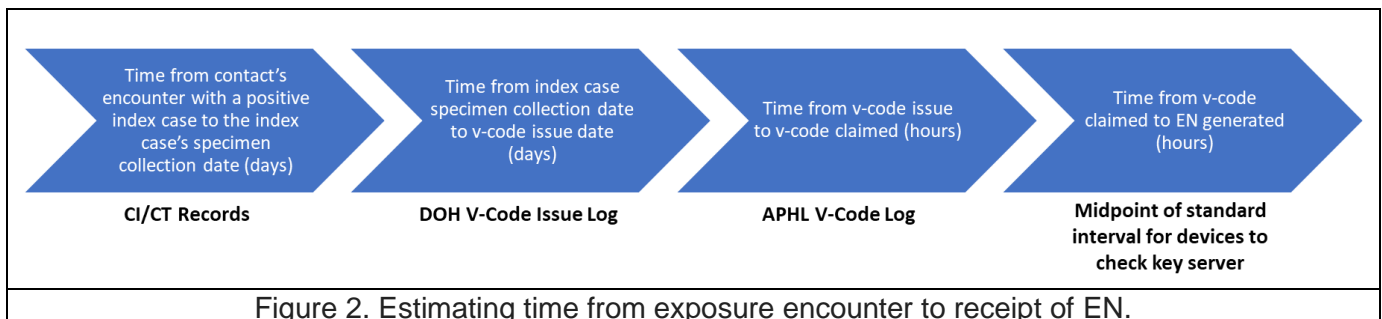 Time from contact's
encounter with a positive
index case to the index
case's specimen
collection date (days)
Time from index case
specimen collection date
to v-code issue date
(days)
Time from v-code issue
to v-code claimed (hours)
Time from v-code
claimed to EN generated
(hours)
CI/CT Records
DOH V-Code Issue Log
APHL V-Code Log
Midpoint of standard
interval for devices to
check key server
Figure 2. Estimating time from exposure encounter to receipt of EN.